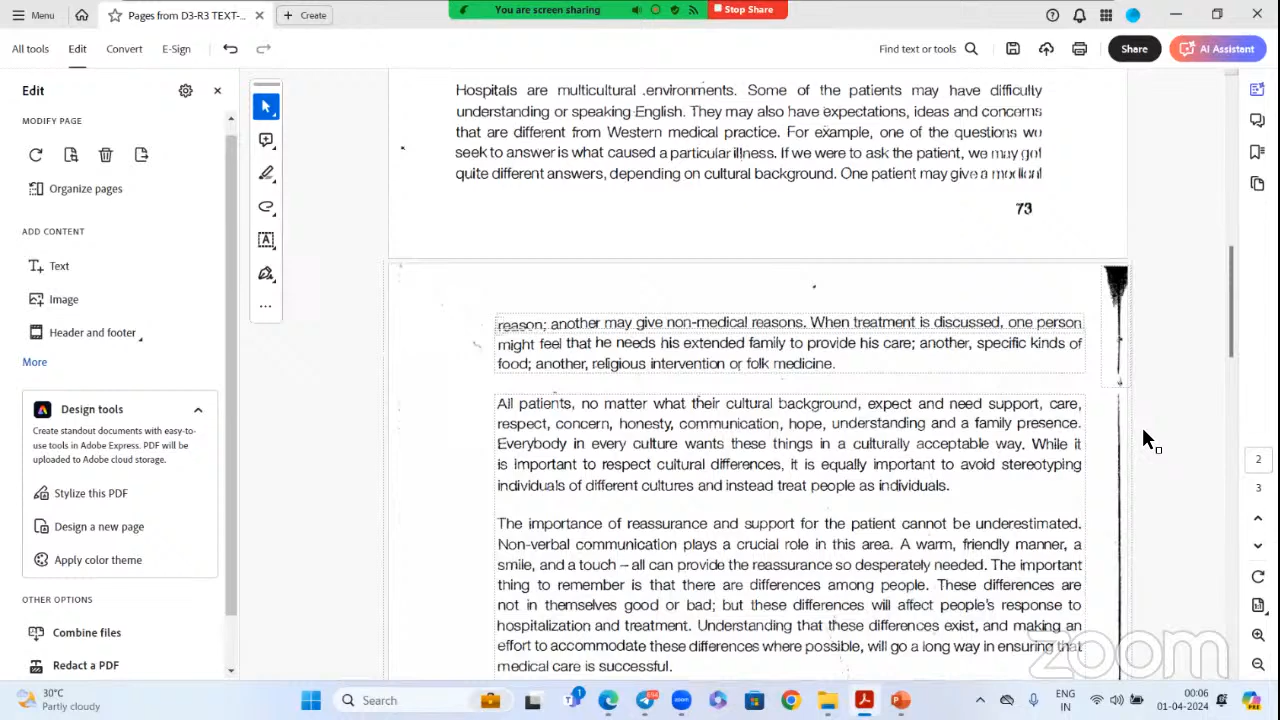 Pages from D3-R3 TEXT-...
Create
You are screen sharing
Stop Share
All tools
Edit
Convert
E-Sign
Find text or tools
Share
AI Assistant
Edit
MODIFY PAGE
Organize pages
ADD CONTENT
Text
Image
Header and footer
More
Design tools
Create standout documents with easy-
to-use tools in Adobe Express. PDF will be
uploaded to Adobe cloud storage.
Stylize this PDF
Design a new page
Apply color theme
OTHER OPTIONS
Combine files
Redact a PDF
Hospitals are multicultural environments. Some of the patients may have difficulty
understanding or speaking English. They may also have expectations, ideas and concerns
that are different from Western medical practice. For example, one of the questions we
seek to answer is what caused a particular illness. If we were to ask the patient, we may get
quite different answers, depending on cultural background. One patient may give a medical
73
reason; another may give non-medical reasons. When treatment is discussed, one person
might feel that he needs his extended family to provide his care; another, specific kinds of
food; another, religious intervention or folk medicine.
All patients, no matter what their cultural background, expect and need support, care,
respect, concern, honesty, communication, hope, understanding and a family presence.
Everybody in every culture wants these things in a culturally acceptable way. While it
is important to respect cultural differences, it is equally important to avoid stereotyping
individuals of different cultures and instead treat people as individuals.
The importance of reassurance and support for the patient cannot be underestimated.
Non-verbal communication plays a crucial role in this area. A warm, friendly manner, a
smile, and a touch – all can provide the reassurance so desperately needed. The important
thing to remember is that there are differences among people. These differences are
not in themselves good or bad; but these differences will affect people's response to
hospitalization and treatment. Understanding that these differences exist, and making an
effort to accommodate these differences where possible, will go a long way in ensuring that
medical care is successful.
2
3
zoom
30°C
Partly cloudy
Search
ENG
IN
00:06
01-04-2024